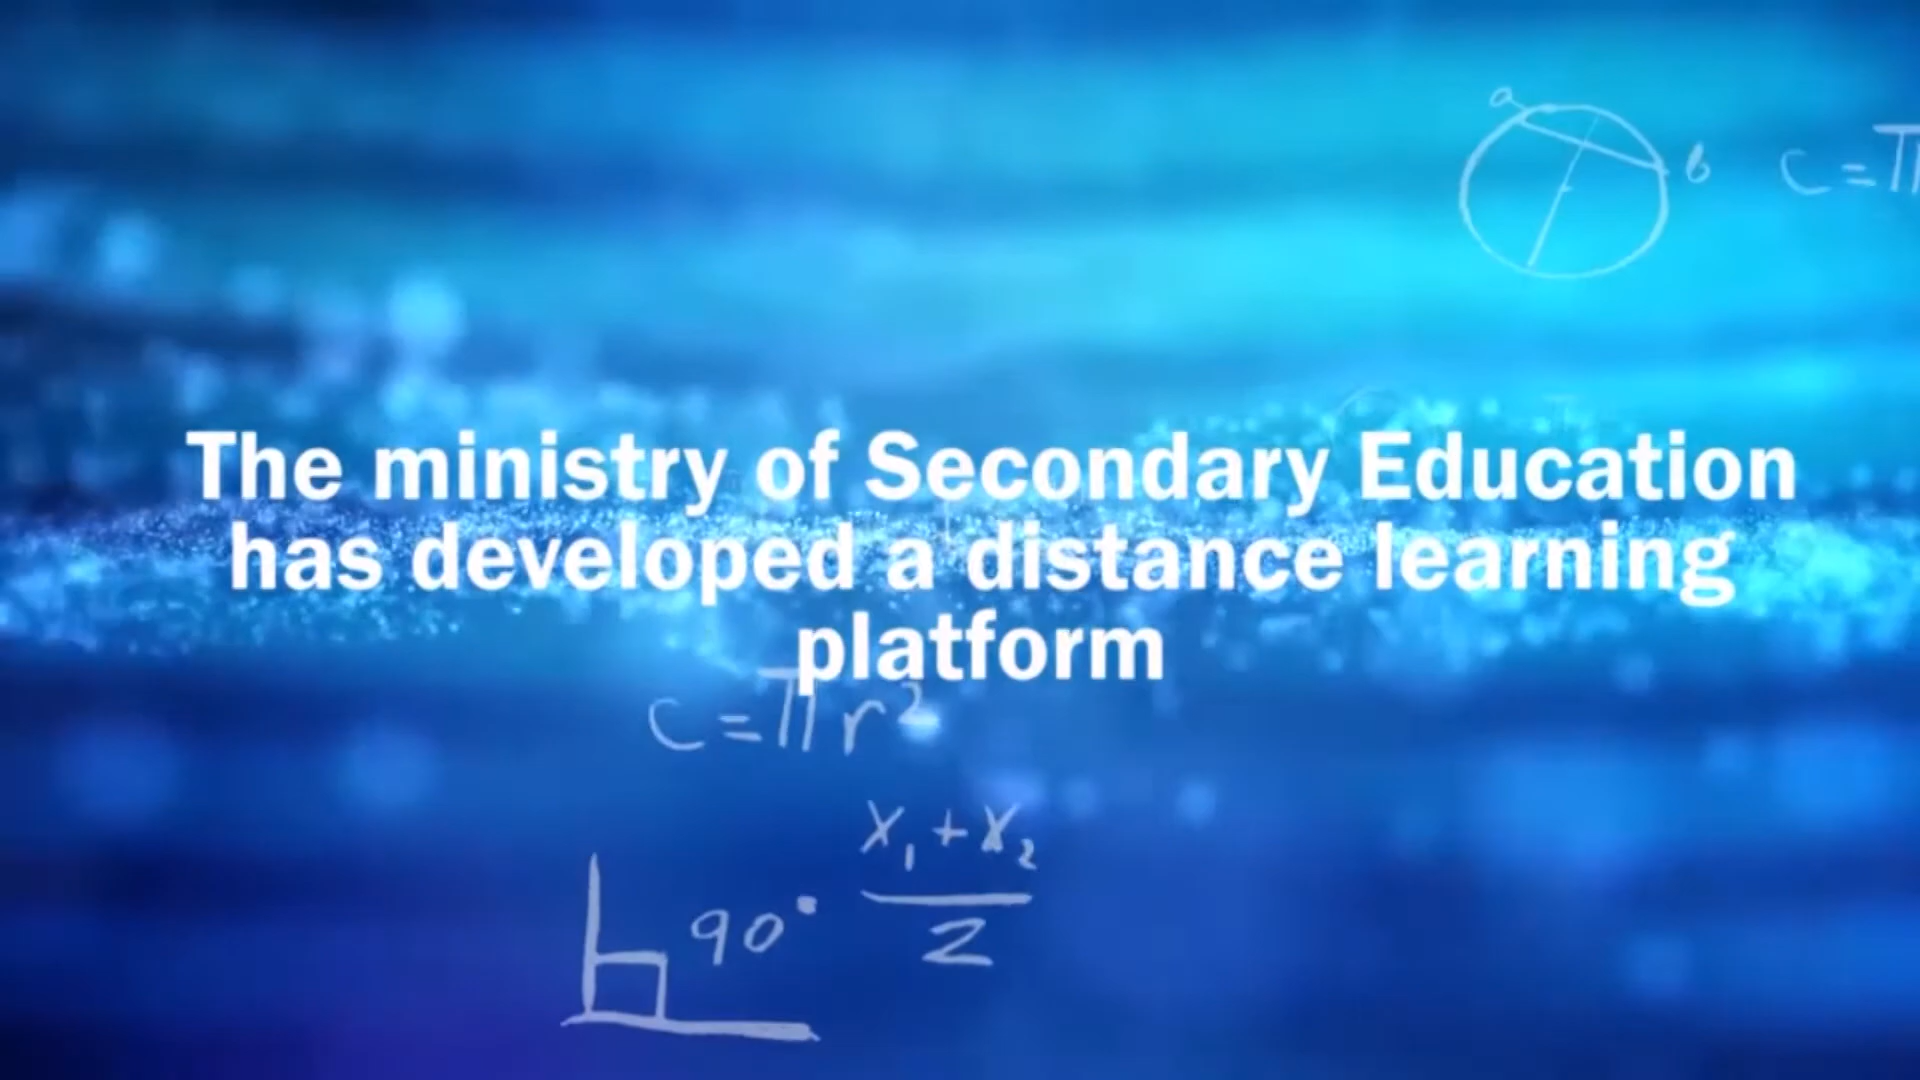 a
b C=π
The ministry of Secondary Education
has developed a distance learning
platform
C=πr²
x₁+x₂
2
90°